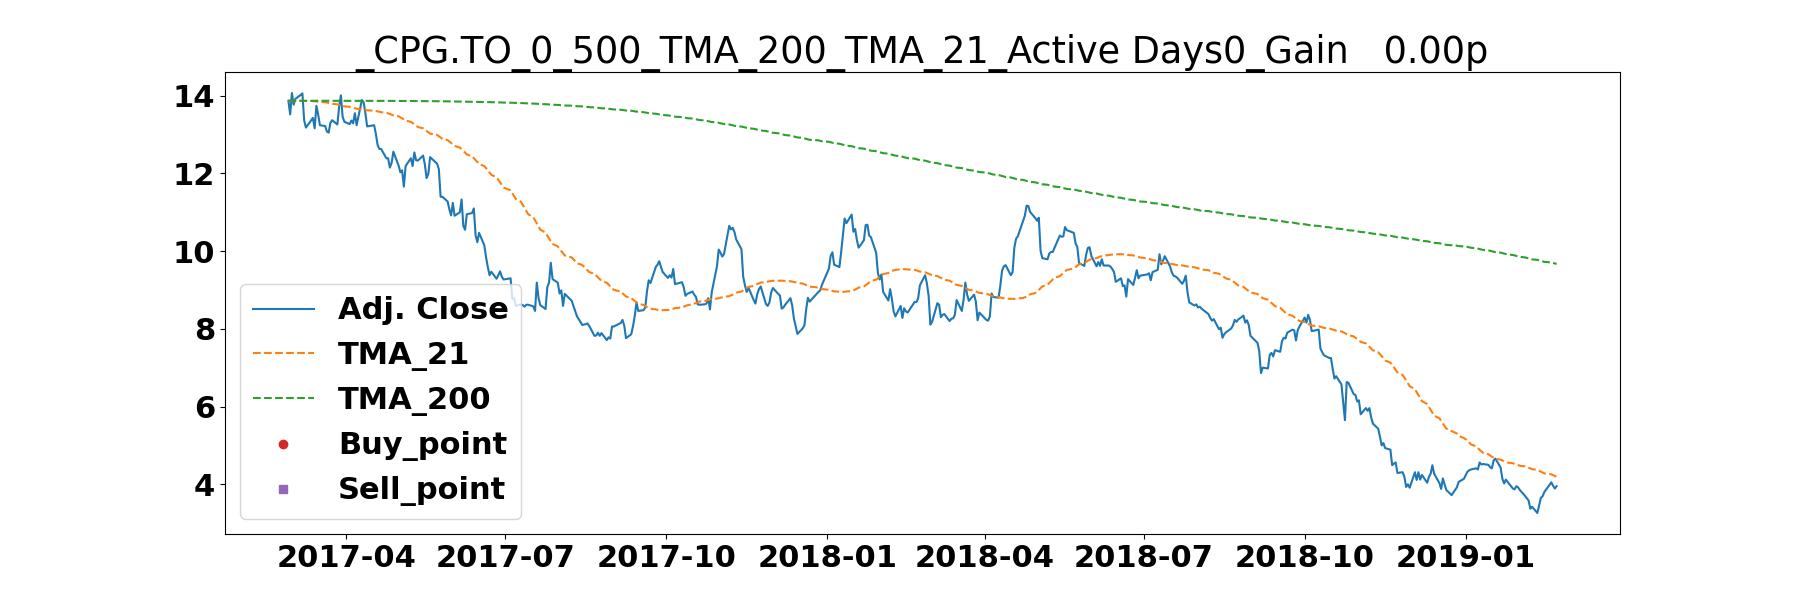 _CPG.TO_0_500_TMA_200_TMA_21_Active Days0_Gain   0.00p
14
12
10
8
6
4
Adj. Close
TMA_21
TMA_200
Buy_point
Sell_point
2017-04 2017-07 2017-10 2018-01 2018-04 2018-07 2018-10 2019-01